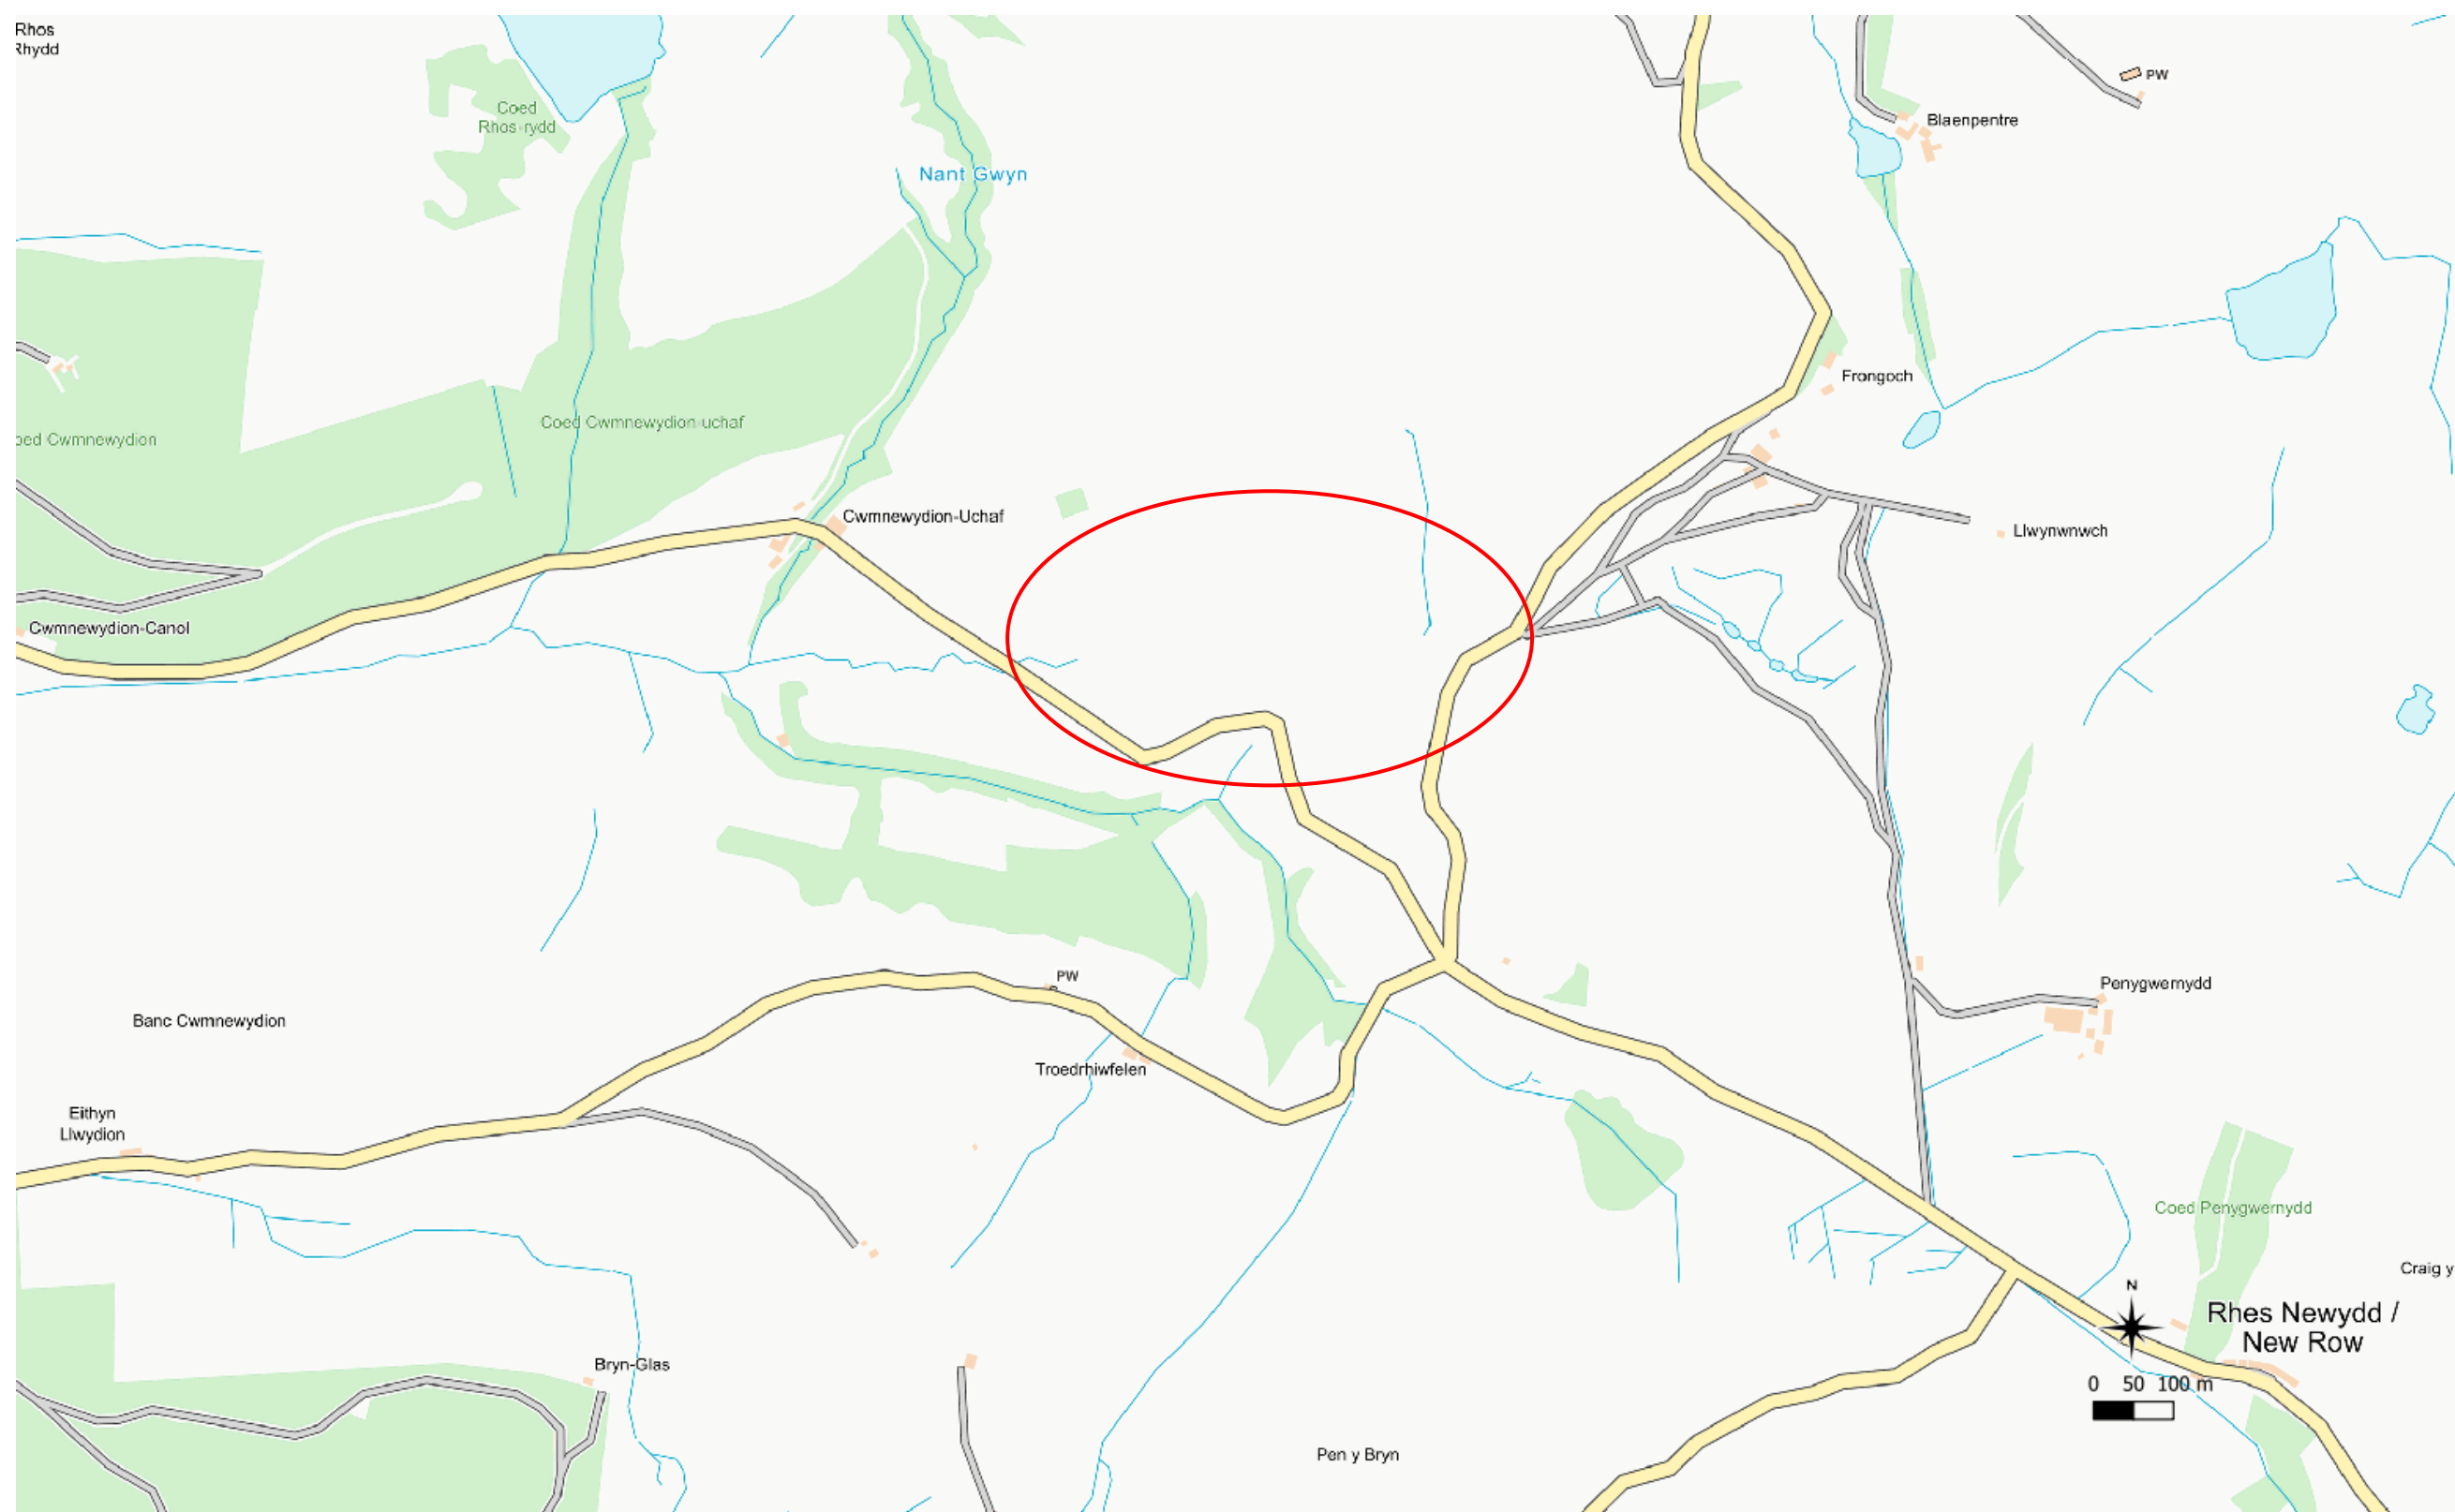 Rhos
Rhydd
PW
Coed
Rhos-rydd
Blaenpentre
Nant Gwyn
Frongoch
Coed Cwmnewydion-uchaf
oed Cwmnewydion
Cwmnewydion-Uchaf
Llwynwnwch
Cwmnewydion-Canol
PW
Penygwernydd
Banc Cwmnewydion
Troedrhiwfelen
Eithyn
Llwydion
Coed Penygwernydd
Craig y
N
Rhes Newydd /
New Row
Bryn-Glas
0 50 100 m
Pen y Bryn